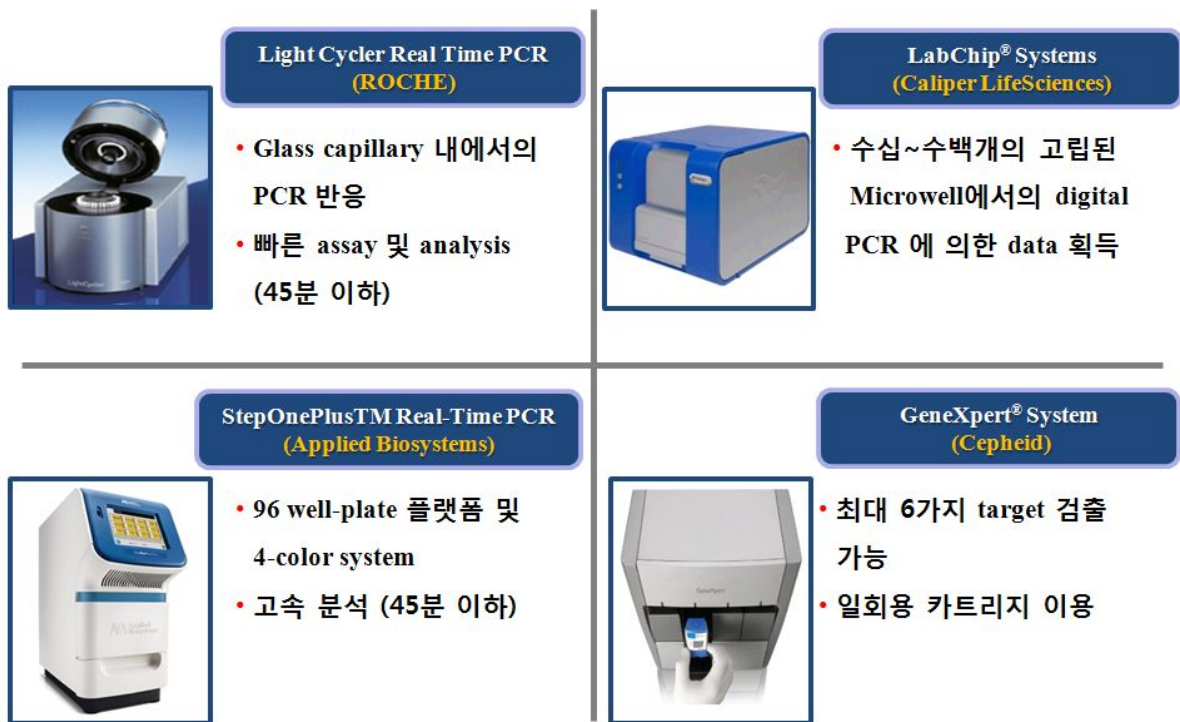 Light Cycler Real Time PCR
(ROCHE)
• Glass capillary 내에서의
PCR 반응
• 빠른 assay 및 analysis
(45분 이하)
LightCycler
LabChip® Systems
(Caliper LifeSciences)
• 수십~수백개의 고립된
Microwell에서의 digital
PCR 에 의한 data 획득
StepOnePlusTM Real-Time PCR
(Applied Biosystems)
• 96 well-plate 플랫폼 및
4-color system
• 고속 분석 (45분 이하)
Applied
Biosystems
GeneXpert® System
(Cepheid)
• 최대 6가지 target 검출
가능
• 일회용 카트리지 이용
GeneXpert